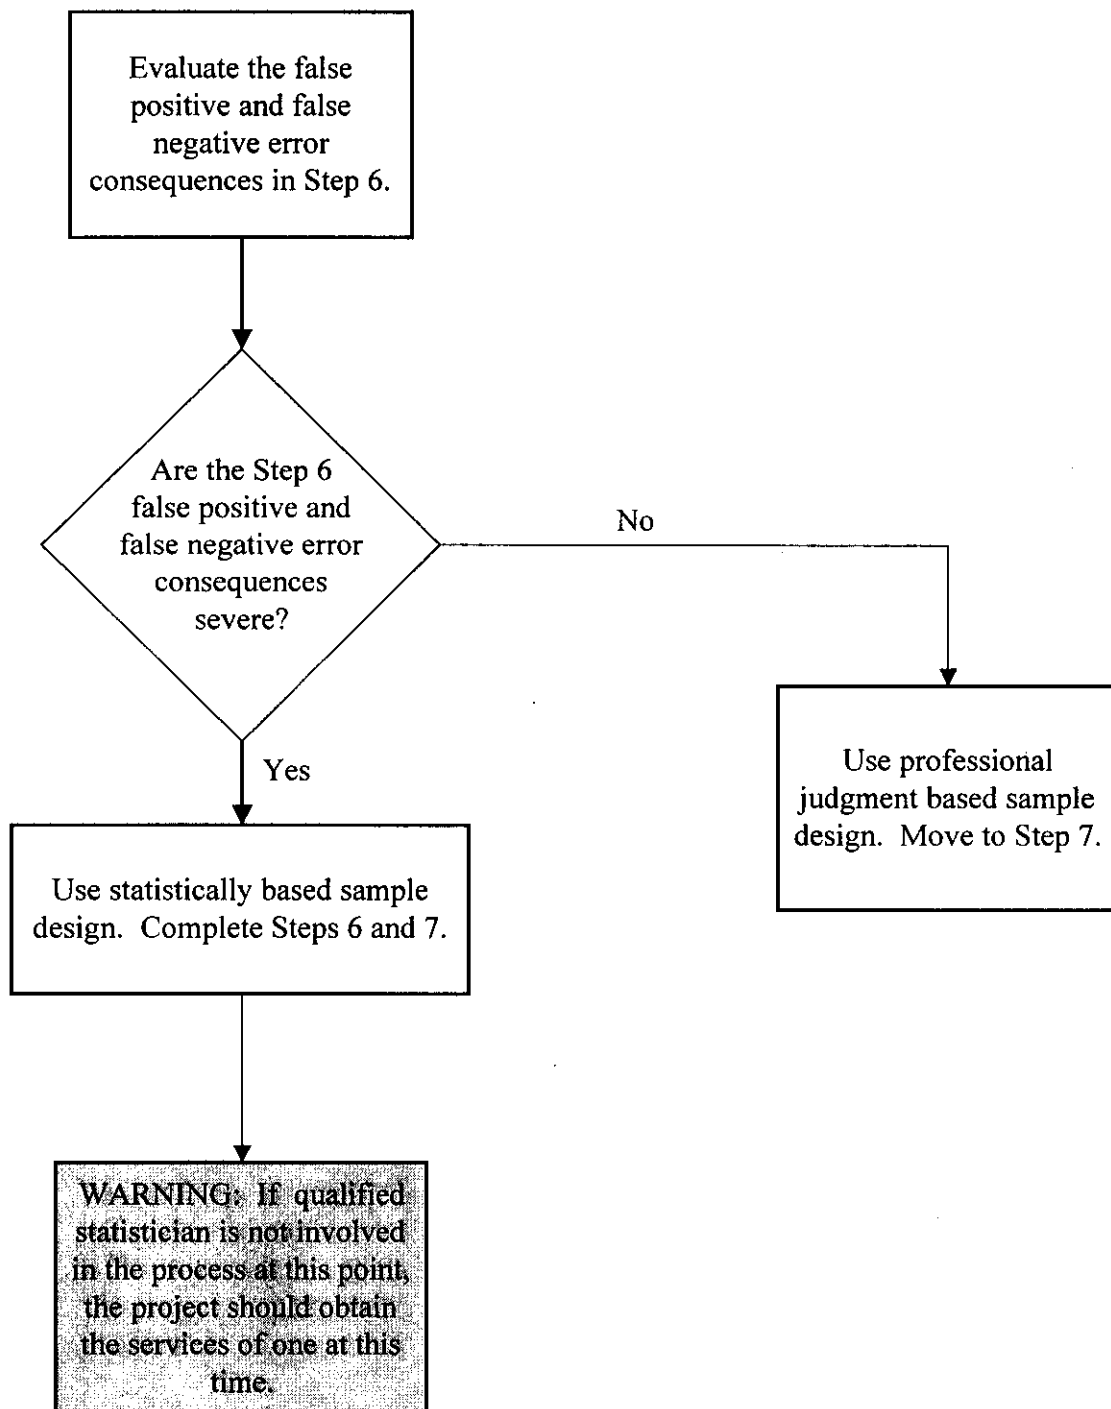 Evaluate the false
positive and false
negative error
consequences in Step 6.
Are the Step 6
false positive and
false negative error
consequences
severe?
No
Yes
Use professional
judgment based sample
design.  Move to Step 7.
Use statistically based sample
design.  Complete Steps 6 and 7.
WARNING:  If qualified
statistician is not involved
in the process at this point,
the project should obtain
the services of one at this
time.